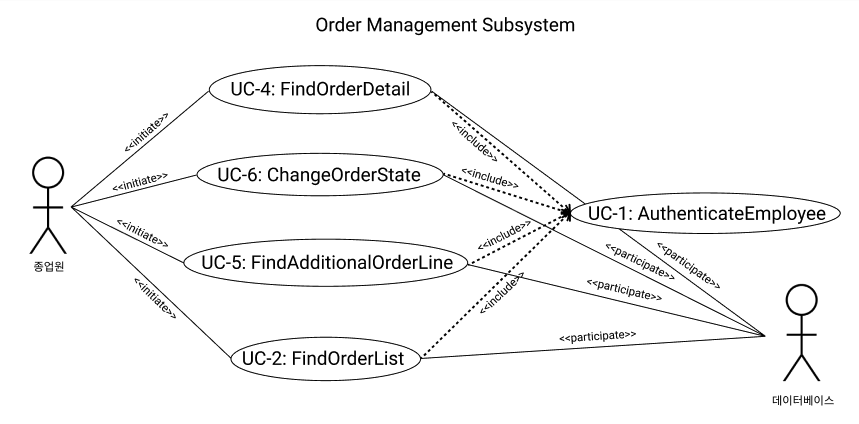 Order Management Subsystem
UC-4: FindOrderDetail
<<initiate>>
<<include>>
UC-6: ChangeOrderState
<<initiate>>
<<include>>
UC-1: AuthenticateEmployee
종업원
<<initiate>>
<<include>>
<<participate>>
<<participate>>
UC-5: FindAdditionalOrderLine
<<initiate>>
<<include>>
<<participate>>
<<participate>>
UC-2: FindOrderList
데이터베이스